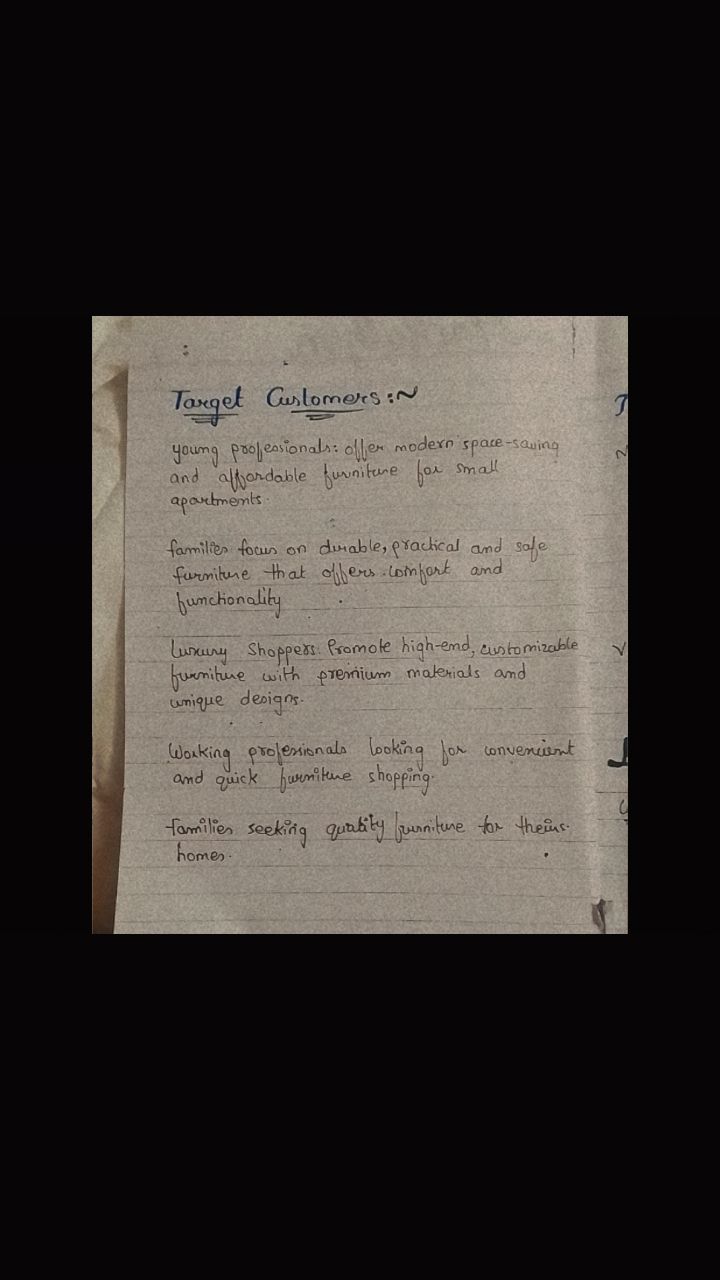 Target Customers:~
young professionals: offer modern space-saving
and affordable furniture for small
apartments.
families focus on durable, practical and safe
furniture that offers comfort and
functionality
Luxury Shoppers: Promote high-end, customizable
furniture with premium materials and
unique designs.
Working professionals looking for convenient
and quick furniture shopping.
families seeking quality furniture for theirs.
homes.